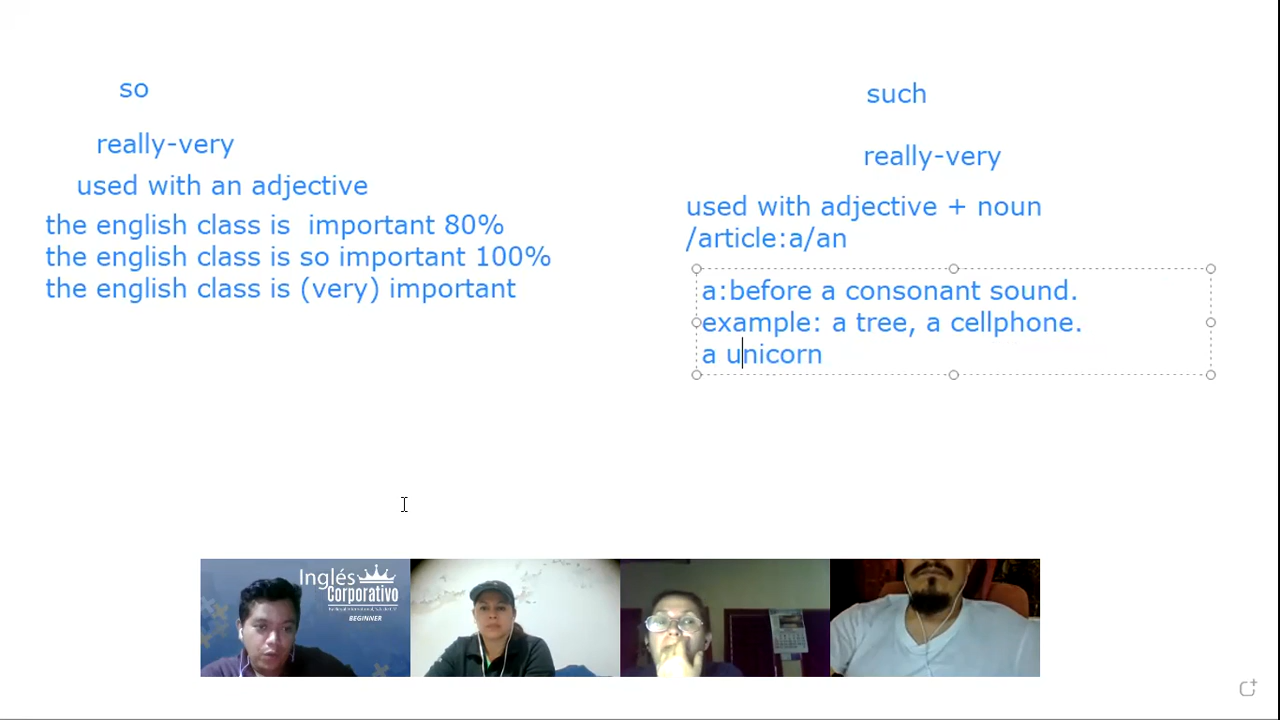 so
really-very
used with an adjective
the english class is  important 80%
the english class is so important 100%
the english class is (very) important
such
really-very
used with adjective + noun
/article:a/an
a:before a consonant sound.
example: a tree, a cellphone.
a unicorn
Inglés
Corporativo
BEGINNER